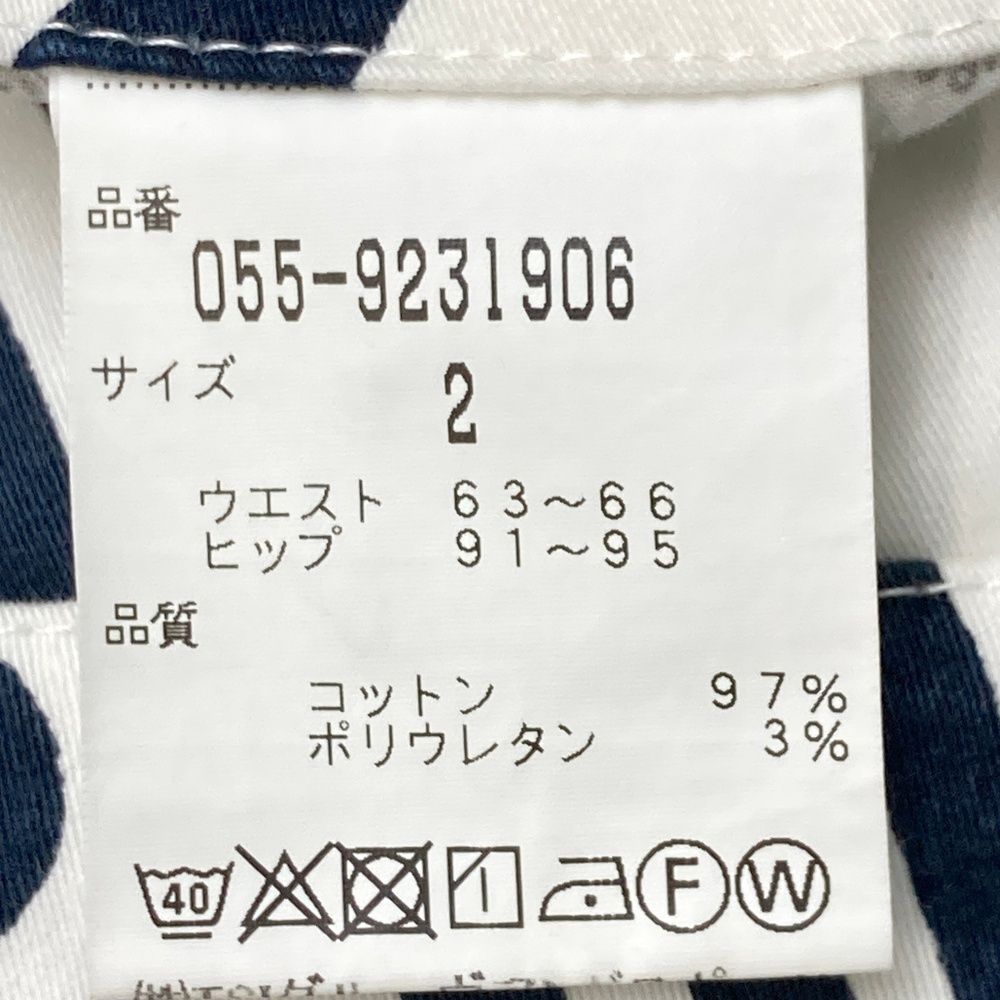 品番
055-9231906
サイズ
2
ウエスト 63～66
ヒップ 91～95
品質
コットン 97%
ポリウレタン 3%
40 F W